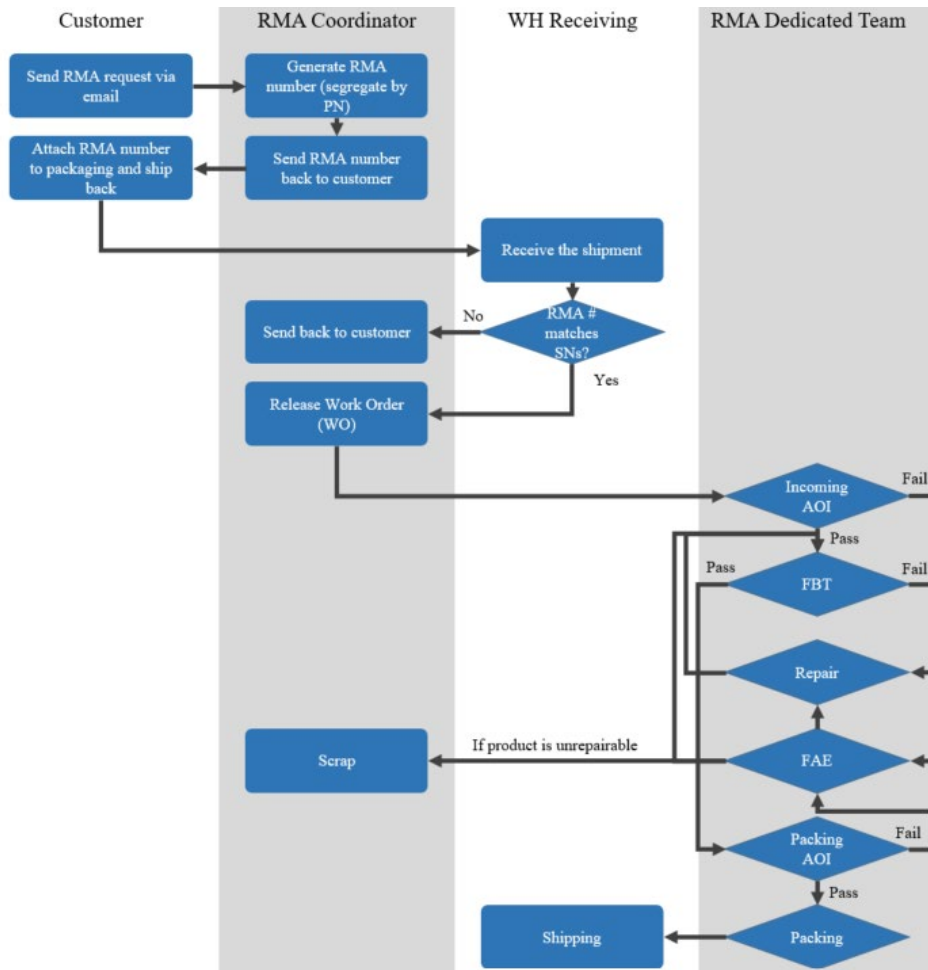 Customer
RMA Coordinator
WH Receiving
RMA Dedicated Team
Send RMA request via
email
Generate RMA
number (segregate by
PN)
Attach RMA number
to packaging and ship
back
Send RMA number
back to customer
Receive the shipment
Send back to customer
No
RMA #
matches
SNs?
Yes
Release Work Order
(WO)
Incoming
AOI
Fail
Pass
Pass
FBT
Fail
Repair
If product is unrepairable
Scrap
FAE
Packing
AOI
Fail
Pass
Shipping
Packing